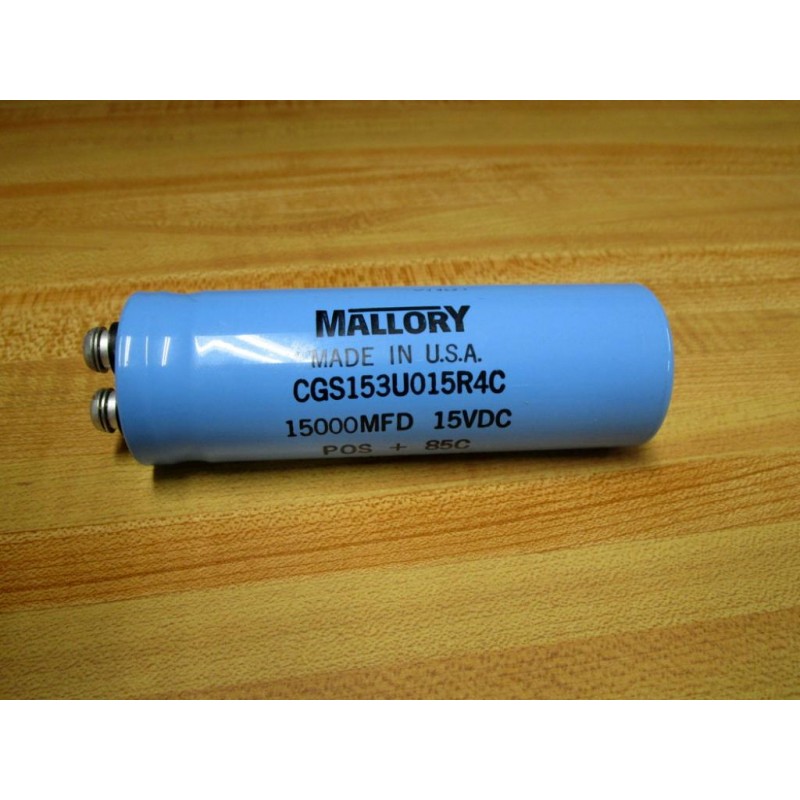 MALLORY
MADE IN U.S.A.
CGS153U015R4C
15000MFD 15VDC
POS + 85C